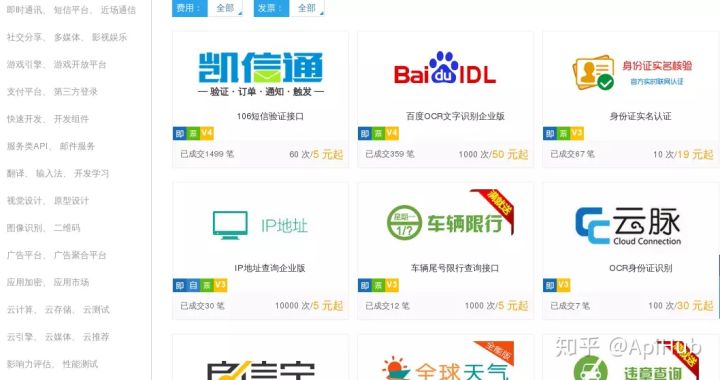 费用： 全部 发票： 全部
即时通讯、 短信平台、 近场通信
社交分享、 多媒体、 影视娱乐
游戏引擎、 游戏开放平台
支付平台、 第三方登录
快速开发、 开发组件
服务类API、 邮件服务
翻译、 输入法、 开发学习
视觉设计、 原型设计
图像识别、 二维码
广告平台、 广告聚合平台
应用加密、 应用市场
云计算、 云存储、 云测试
云引擎、 云媒体、 云推荐
影响力评估、 性能测试
凯信通
— 验证 · 订单 · 通知 · 触发 —
106短信验证接口
即 票 V4
已成交1499 笔 60 次/5 元起
Bai du IDL
百度OCR文字识别企业版
即 票 V4
已成交359 笔 1000 次/50 元起
身份证实名核验
官方实时联网认证
身份证实名认证
即 票 V3
已成交67 笔 10 次/19 元起
IP地址
IP地址查询企业版
即 自 票 V3
已成交30 笔 10000 次/5 元起
满就送
星期一
1/?
车辆限行
车辆尾号限行查询接口
即 票 V3
已成交12 笔 1000 次/5 元起
云脉
Cloud Connection
OCR身份证识别
即 票 V3
已成交7 笔 100 次/30 元起
全能版
全球天气
违章查询
知乎 @ApiHub